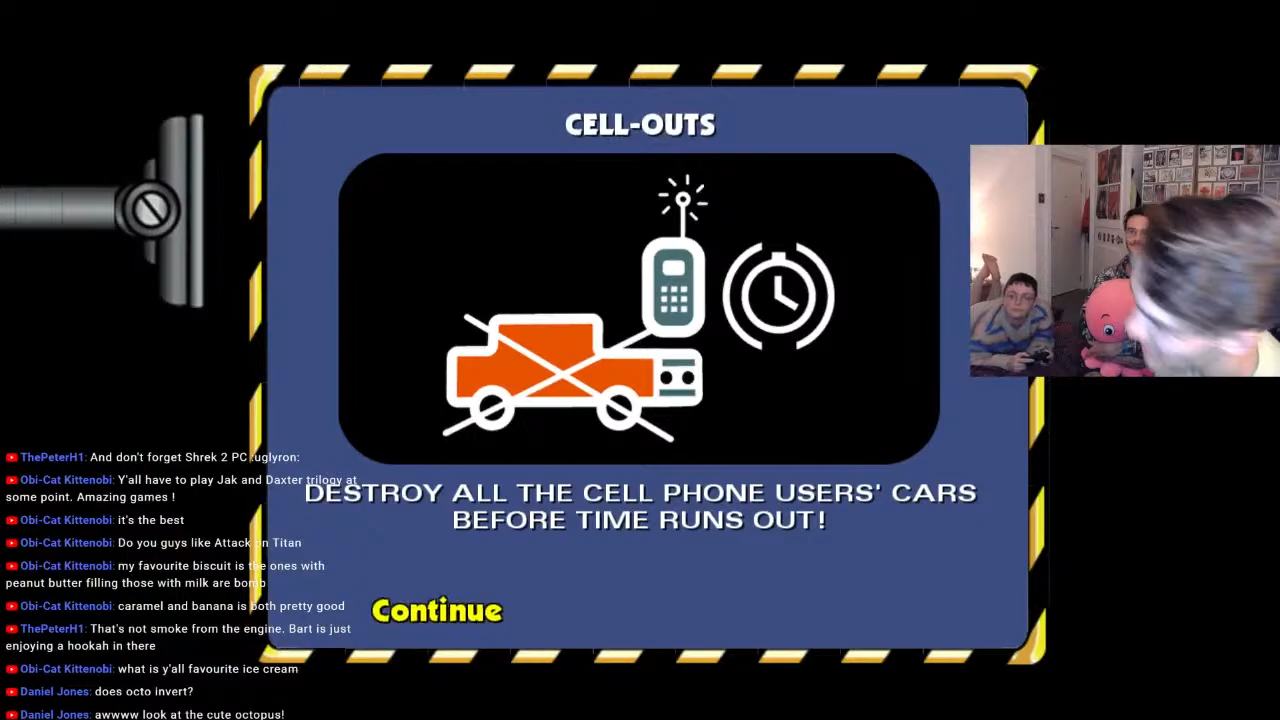 CELL-OUTS
DESTROY ALL THE CELL PHONE USERS' CARS
BEFORE TIME RUNS OUT!
Continue
ThePeterH1: And don't forget Shrek 2 PC :uglyron:
Obi-Cat Kittenobi: Y'all have to play Jak and Daxter trilogy at
some point. Amazing games !
Obi-Cat Kittenobi: it's the best
Obi-Cat Kittenobi: Do you guys like Attack on Titan
Obi-Cat Kittenobi: my favourite biscuit is the ones with
peanut butter filling those with milk are bomb
Obi-Cat Kittenobi: caramel and banana is both pretty good
ThePeterH1: That's not smoke from the engine. Bart is just
enjoying a hookah in there
Obi-Cat Kittenobi: what is y'all favourite ice cream
Daniel Jones: does octo invert?
Daniel Jones: awwww look at the cute octopus!